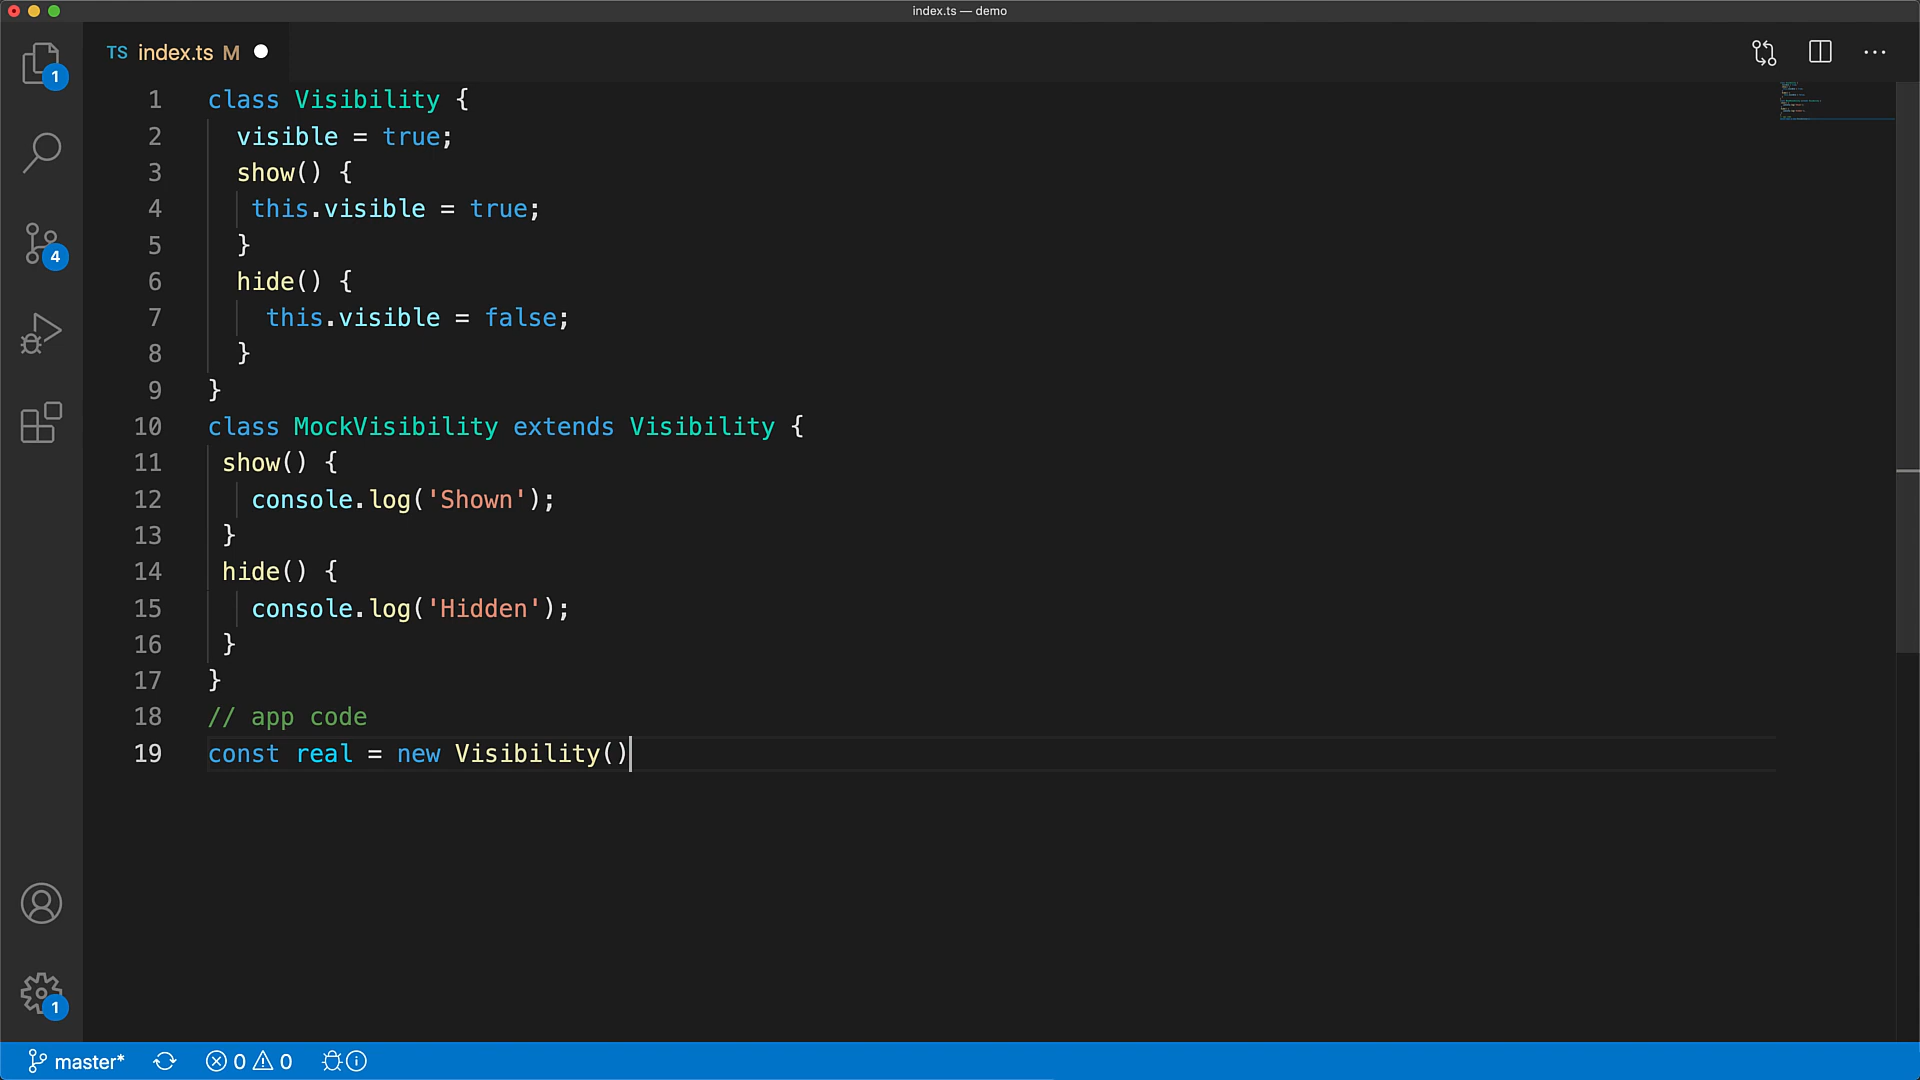 index.ts — demo
TS index.ts M
1
4
1
1 class Visibility {
2 visible = true;
3 show() {
4 this.visible = true;
5 }
6 hide() {
7 this.visible = false;
8 }
9 }
10 class MockVisibility extends Visibility {
11 show() {
12 console.log('Shown');
13 }
14 hide() {
15 console.log('Hidden');
16 }
17 }
18 // app code
19 const real = new Visibility()
master* 0 0